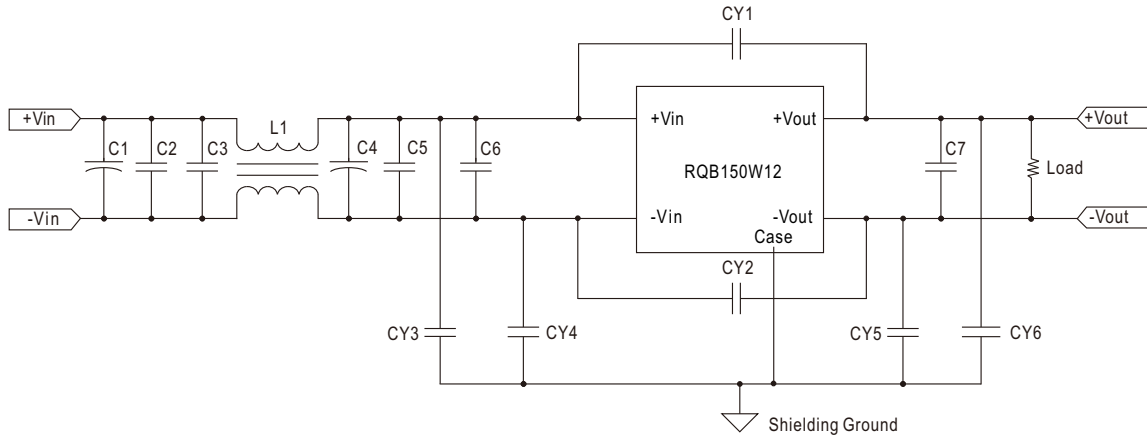 CY1
+Vin
L1
C1
C2
C3
C4
C5
C6
+Vin
+Vout
RQB150W12
-Vin
-Vout
Case
C7
Load
+Vout
-Vin
-Vout
CY2
CY3
CY4
CY5
CY6
Shielding Ground